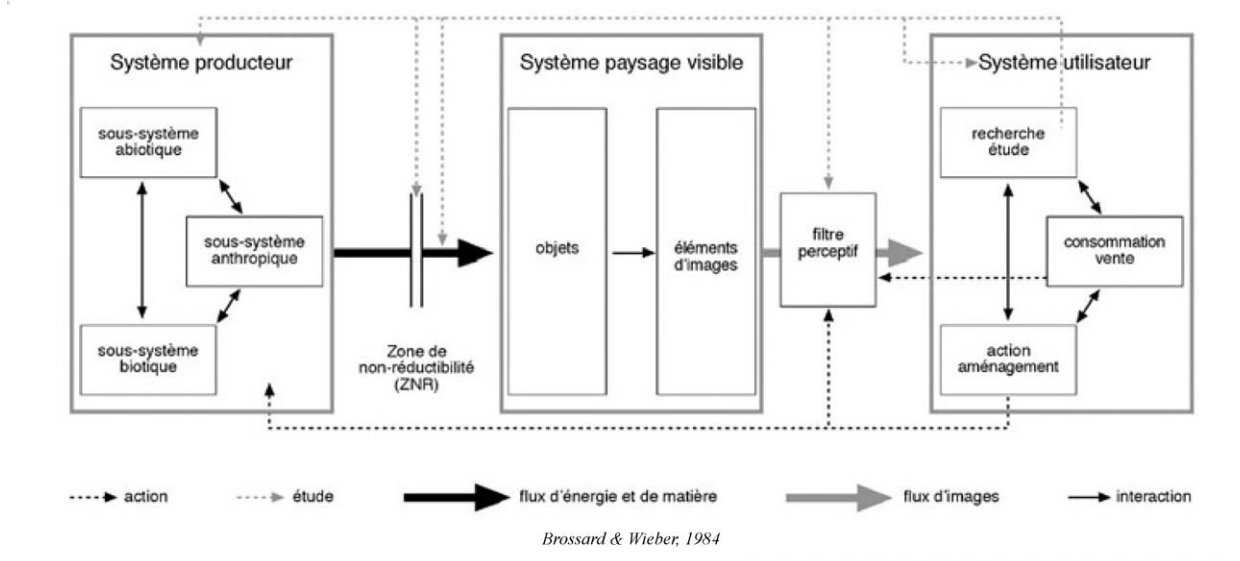 Système producteur
sous-système
abiotique
sous-système
anthropique
sous-système
biotique
Zone de
non-réductibilité
(ZNR)
Système paysage visible
objets
éléments
d'images
filtre
perceptif
Système utilisateur
recherche
étude
consommation
vente
action
aménagement
action
étude
flux d'énergie et de matière
flux d'images
interaction
Brossard & Wieber, 1984